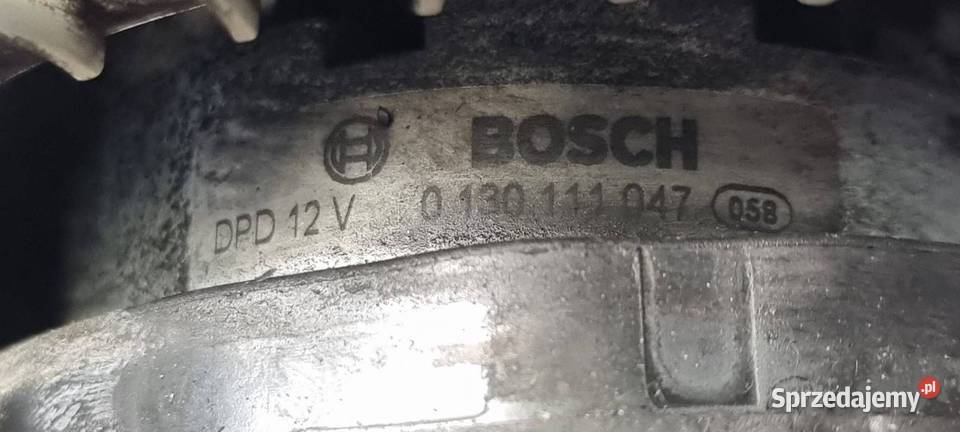 BOSCH
DPD 12 V 0 130 111 047 058
Sprzedajemy.pl